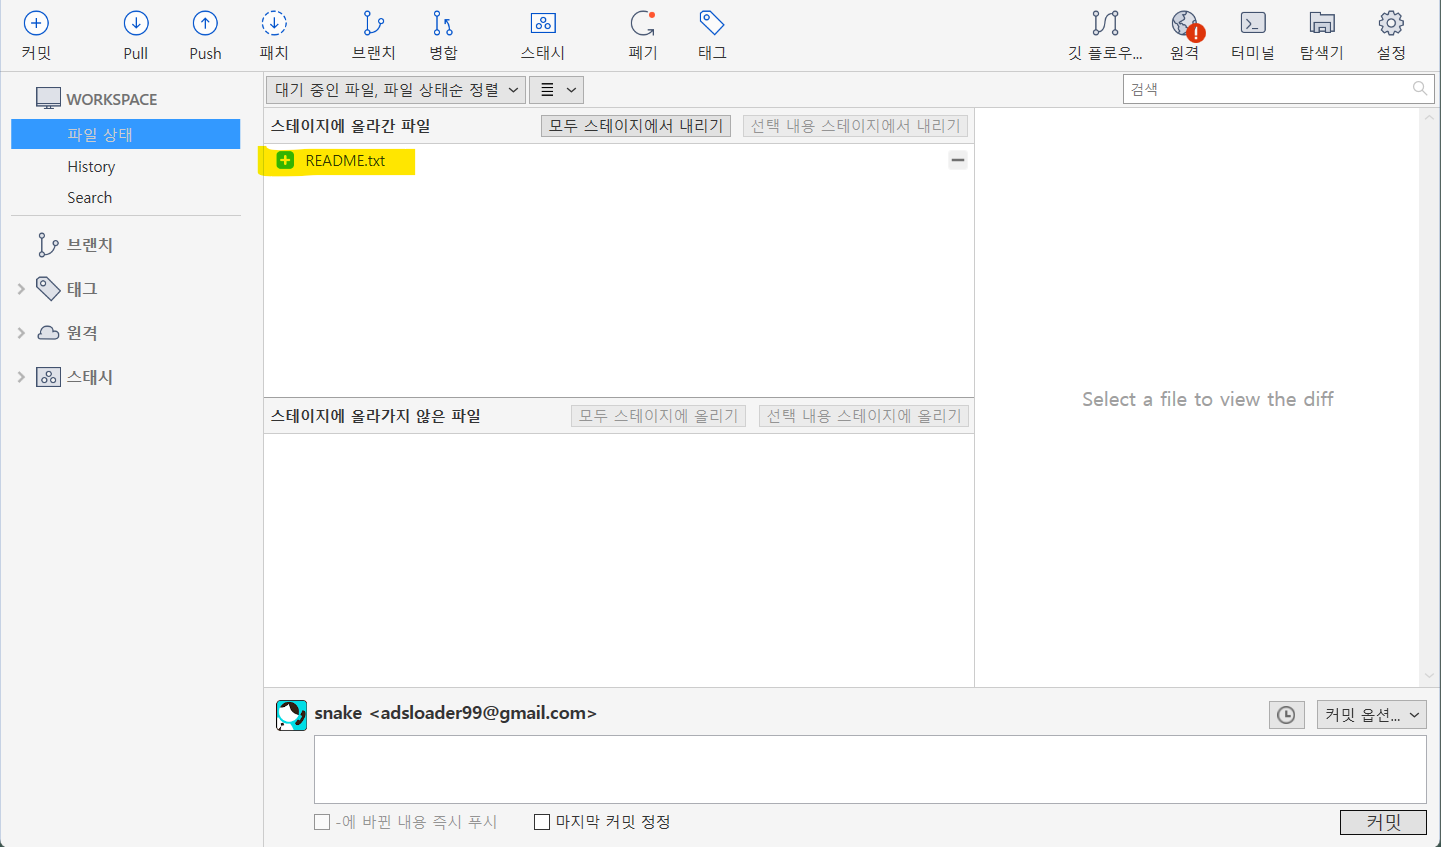 커밋
Pull
Push
패치
브랜치
병합
스태시
폐기
태그
깃 플로우...
원격
터미널
탐색기
설정
WORKSPACE
파일 상태
History
Search
브랜치
태그
원격
스태시
대기 중인 파일, 파일 상태순 정렬
검색
스테이지에 올라간 파일
모두 스테이지에서 내리기
선택 내용 스테이지에서 내리기
README.txt
스테이지에 올라가지 않은 파일
모두 스테이지에 올리기
선택 내용 스테이지에 올리기
Select a file to view the diff
snake <adsloader99@gmail.com>
커밋 옵션...
-에 바뀐 내용 즉시 푸시
마지막 커밋 정정
커밋